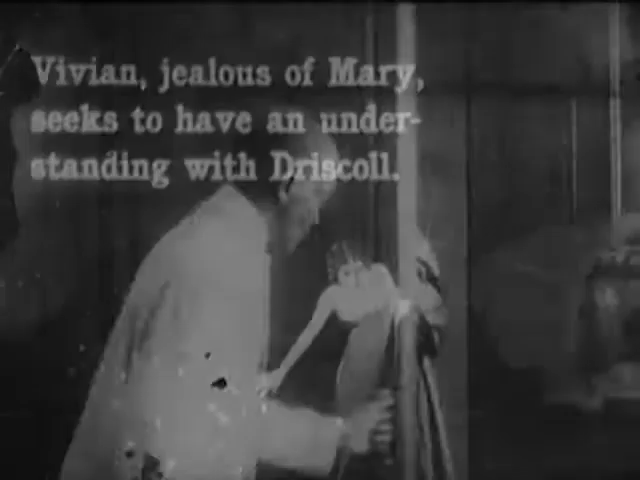 Vivian, jealous of Mary,
seeks to have an under-
standing with Driscoll.